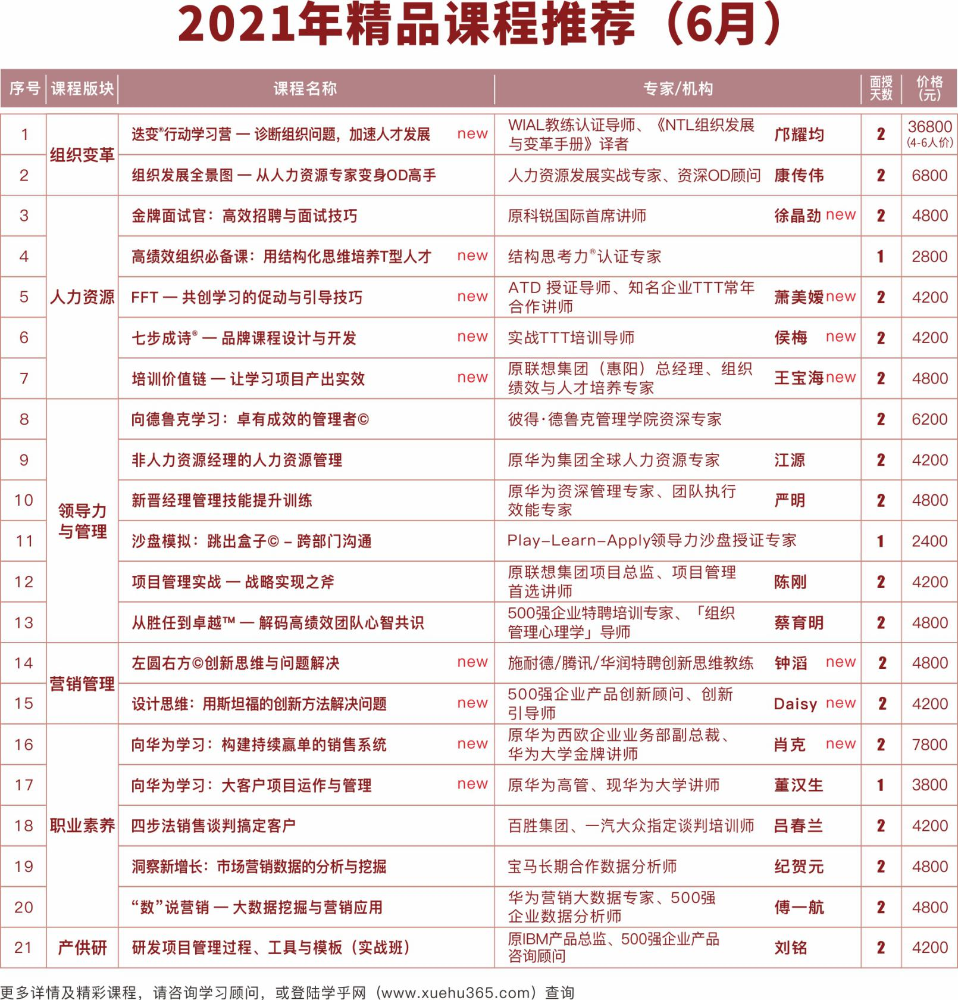 2021年精品课程推荐（6月）
序号 课程版块 课程名称 专家/机构 面授天数 价格（元）
1 组织变革 迭变®行动学习营 — 诊断组织问题，加速人才发展 new WIAL教练认证导师、《NTL组织发展与变革手册》译者 邝耀均 2 36800（4-6人价）
2 组织发展全景图 — 从人力资源专家变身OD高手 人力资源发展实战专家、资深OD顾问 康传伟 2 6800
3 人力资源 金牌面试官：高效招聘与面试技巧 原科锐国际首席讲师 徐晶劲 new 2 4800
4 高绩效组织必备课：用结构化思维培养T型人才 new 结构思考力®认证专家 1 2800
5 FFT — 共创学习的促动与引导技巧 new ATD 授证导师、知名企业TTT常年合作讲师 萧美嫒 new 2 4200
6 七步成诗® — 品牌课程设计与开发 new 实战TTT培训导师 侯梅 new 2 4200
7 培训价值链 — 让学习项目产出实效 new 原联想集团（惠阳）总经理、组织绩效与人才培养专家 王宝海 new 2 4800
8 领导力与管理 向德鲁克学习：卓有成效的管理者© 彼得·德鲁克管理学院资深专家 2 6200
9 非人力资源经理的人力资源管理 原华为集团全球人力资源专家 江源 2 4200
10 新晋经理管理技能提升训练 原华为资深管理专家、团队执行效能专家 严明 2 4800
11 沙盘模拟：跳出盒子© – 跨部门沟通 Play-Learn-Apply领导力沙盘授证专家 1 2400
12 项目管理实战 — 战略实现之斧 原联想集团项目总监、项目管理首选讲师 陈刚 2 4200
13 从胜任到卓越™ — 解码高绩效团队心智共识 500强企业特聘培训专家、「组织管理心理学」导师 蔡育明 2 4800
14 营销管理 左圆右方©创新思维与问题解决 new 施耐德/腾讯/华润特聘创新思维教练 钟滔 new 2 4800
15 设计思维：用斯坦福的创新方法解决问题 new 500强企业产品创新顾问、创新引导师 Daisy new 2 4200
16 职业素养 向华为学习：构建持续赢单的销售系统 new 原华为西欧企业业务部副总裁、华为大学金牌讲师 肖克 new 2 7800
17 向华为学习：大客户项目运作与管理 new 原华为高管、现华为大学讲师 董汉生 1 3800
18 四步法销售谈判搞定客户 百胜集团、一汽大众指定谈判培训师 吕春兰 2 4200
19 洞察新增长：市场营销数据的分析与挖掘 宝马长期合作数据分析师 纪贺元 2 4800
20 “数”说营销 — 大数据挖掘与营销应用 华为营销大数据专家、500强企业数据分析师 傅一航 2 4800
21 产供研 研发项目管理过程、工具与模板（实战班） 原IBM产品总监、500强企业产品咨询顾问 刘铭 2 4200
更多详情及精彩课程，请咨询学习顾问，或登陆学乎网（www.xuehu365.com）查询